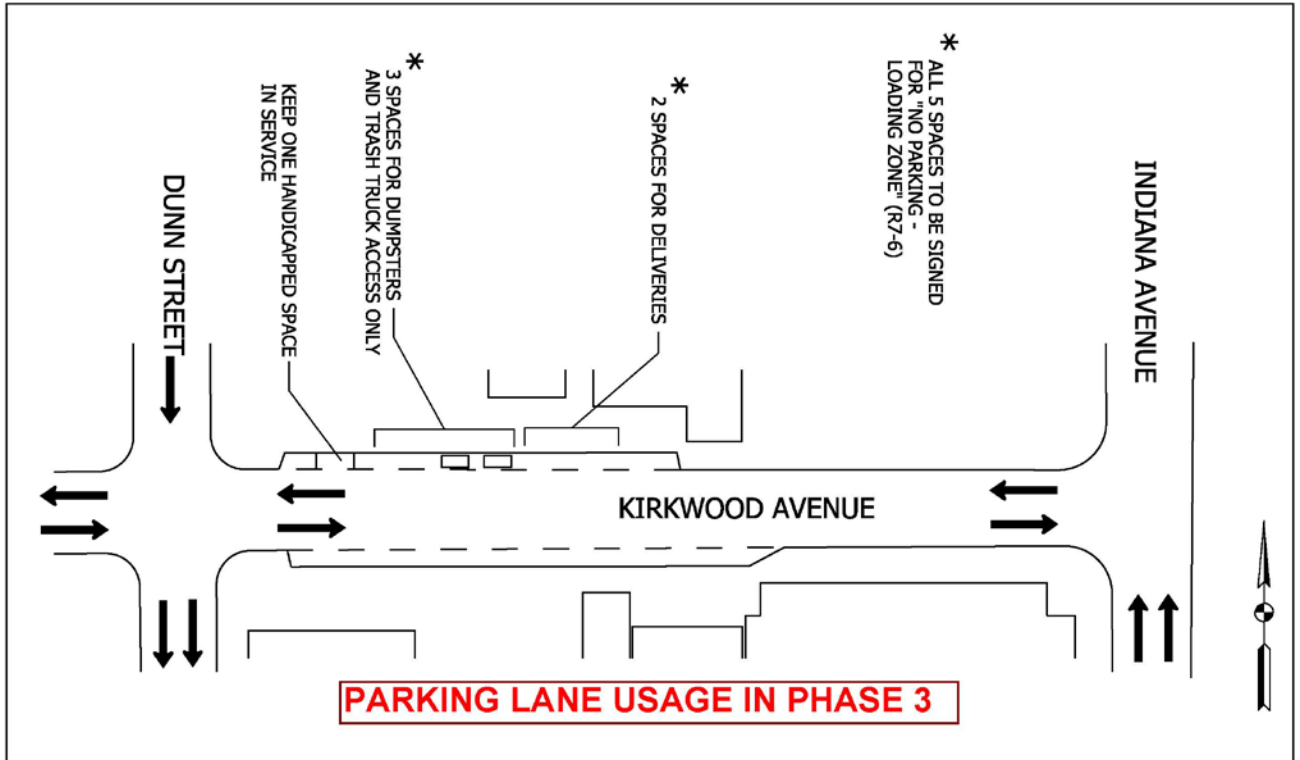 DUNN STREET
KEEP ONE HANDICAPPED SPACE
IN SERVICE
*
3 SPACES FOR DUMPSTERS
AND TRASH TRUCK ACCESS ONLY
*
2 SPACES FOR DELIVERIES
*
ALL 5 SPACES TO BE SIGNED
FOR "NO PARKING -
LOADING ZONE" (R7-6)
INDIANA AVENUE
KIRKWOOD AVENUE
PARKING LANE USAGE IN PHASE 3